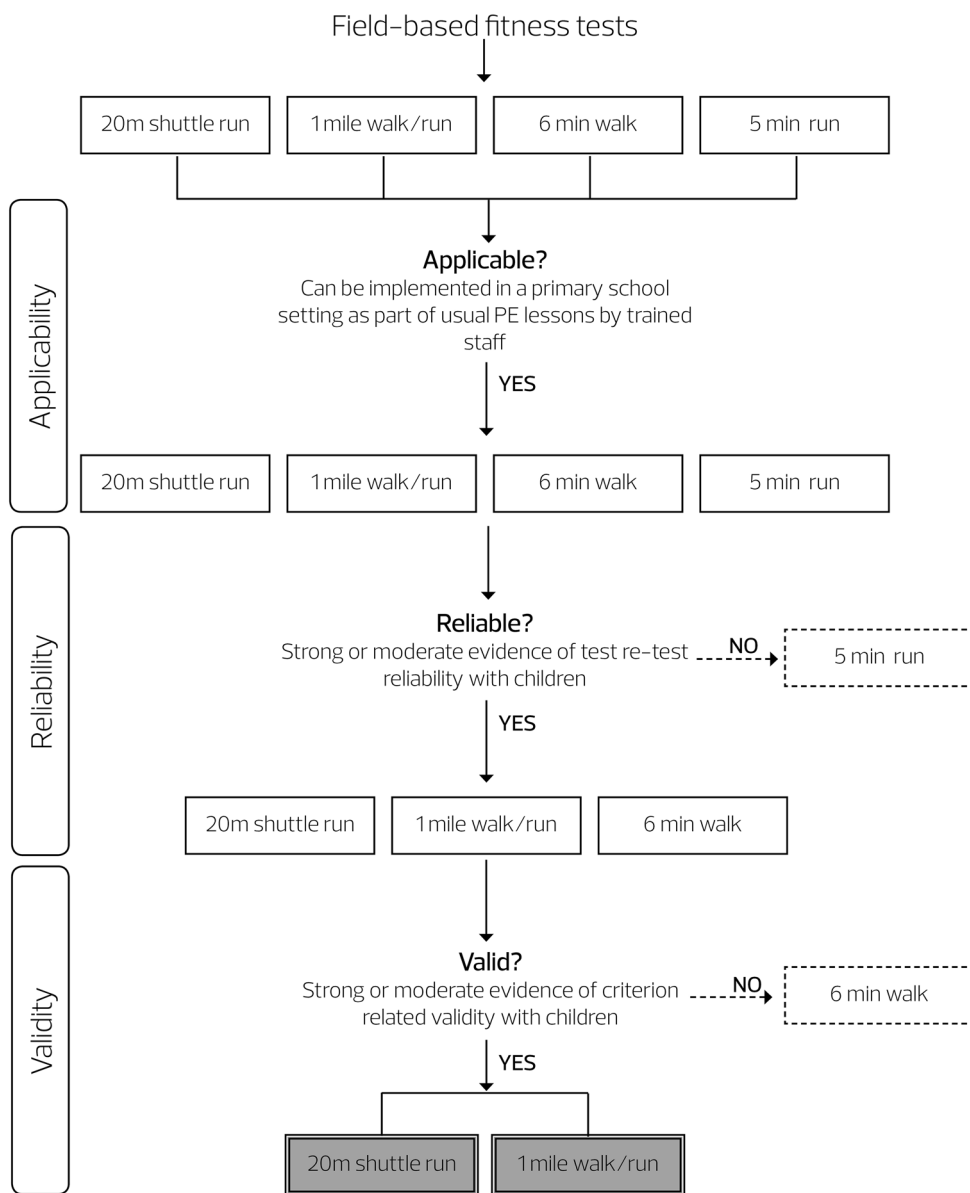 Field-based fitness tests
20m shuttle run
1 mile walk/run
6 min walk
5 min run
Applicability
Applicable?
Can be implemented in a primary school
setting as part of usual PE lessons by trained
staff
YES
20m shuttle run
1 mile walk/run
6 min walk
5 min run
Reliability
Reliable?
Strong or moderate evidence of test re-test
reliability with children
NO
5 min run
YES
20m shuttle run
1 mile walk/run
6 min walk
Validity
Valid?
Strong or moderate evidence of criterion
related validity with children
NO
6 min walk
YES
20m shuttle run
1 mile walk/run